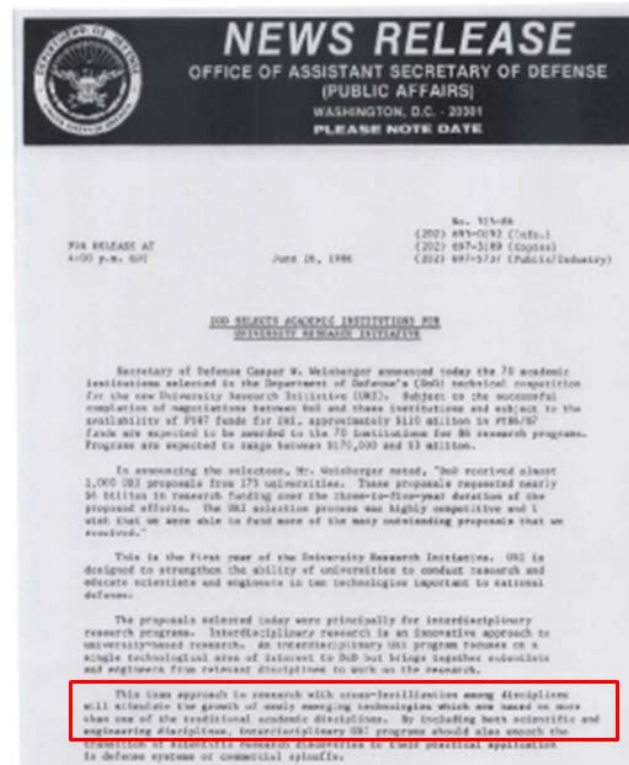 NEWS RELEASE
OFFICE OF ASSISTANT SECRETARY OF DEFENSE
(PUBLIC AFFAIRS)
WASHINGTON, D.C. - 20301
PLEASE NOTE DATE
No.
(202) (Info.)
FOR RELEASE AT
(202) 697-3189 (Copies)
4:00 p.m. EDT
June 1986
(202) 697-5737 (Public/Industry)
DOD SELECTS ACADEMIC INSTITUTIONS FOR
UNIVERSITY RESEARCH INITIATIVE
Secretary of Defense Caspar W. Weinberger announced today the 70 academic
institutions selected in the Department of Defense's (DoD) technical competition
for the new University Research Initiative (URI). Subject to the successful
completion of negotiations between DoD and these institutions and subject to the
availability of FY87 funds for URI, approximately $110 million in FY86/87
funds are expected to be awarded to the 70 institutions for 86 research programs.
Programs are expected to range between $170,000 and $3 million.
In announcing the selection, Mr. Weinberger noted, "DoD received almost
1,000 URI proposals from 175 universities. These proposals requested nearly
$6 billion in research funding over the three-to-five-year duration of the
proposed efforts. The URI selection process was highly competitive and I
wish that we were able to fund more of the many outstanding proposals that we
received."
This is the first year of the University Research Initiative. URI is
designed to strengthen the ability of universities to conduct research and
educate scientists and engineers in ten technologies important to national
defense.
The proposals selected today were principally for interdisciplinary
research programs. Interdisciplinary research is an innovative approach to
university-based research. An interdisciplinary URI program focuses on a
single technological area of interest to DoD but brings together scientists
and engineers from relevant disciplines to work on the research.
This team approach to research with cross-fertilization among disciplines
will stimulate the growth of newly emerging technologies which are based on more
than one of the traditional academic disciplines. By including both scientific and
engineering disciplines, interdisciplinary URI programs should also smooth the
transition of scientific research discoveries to their practical application
in defense systems or commercial spinoffs.